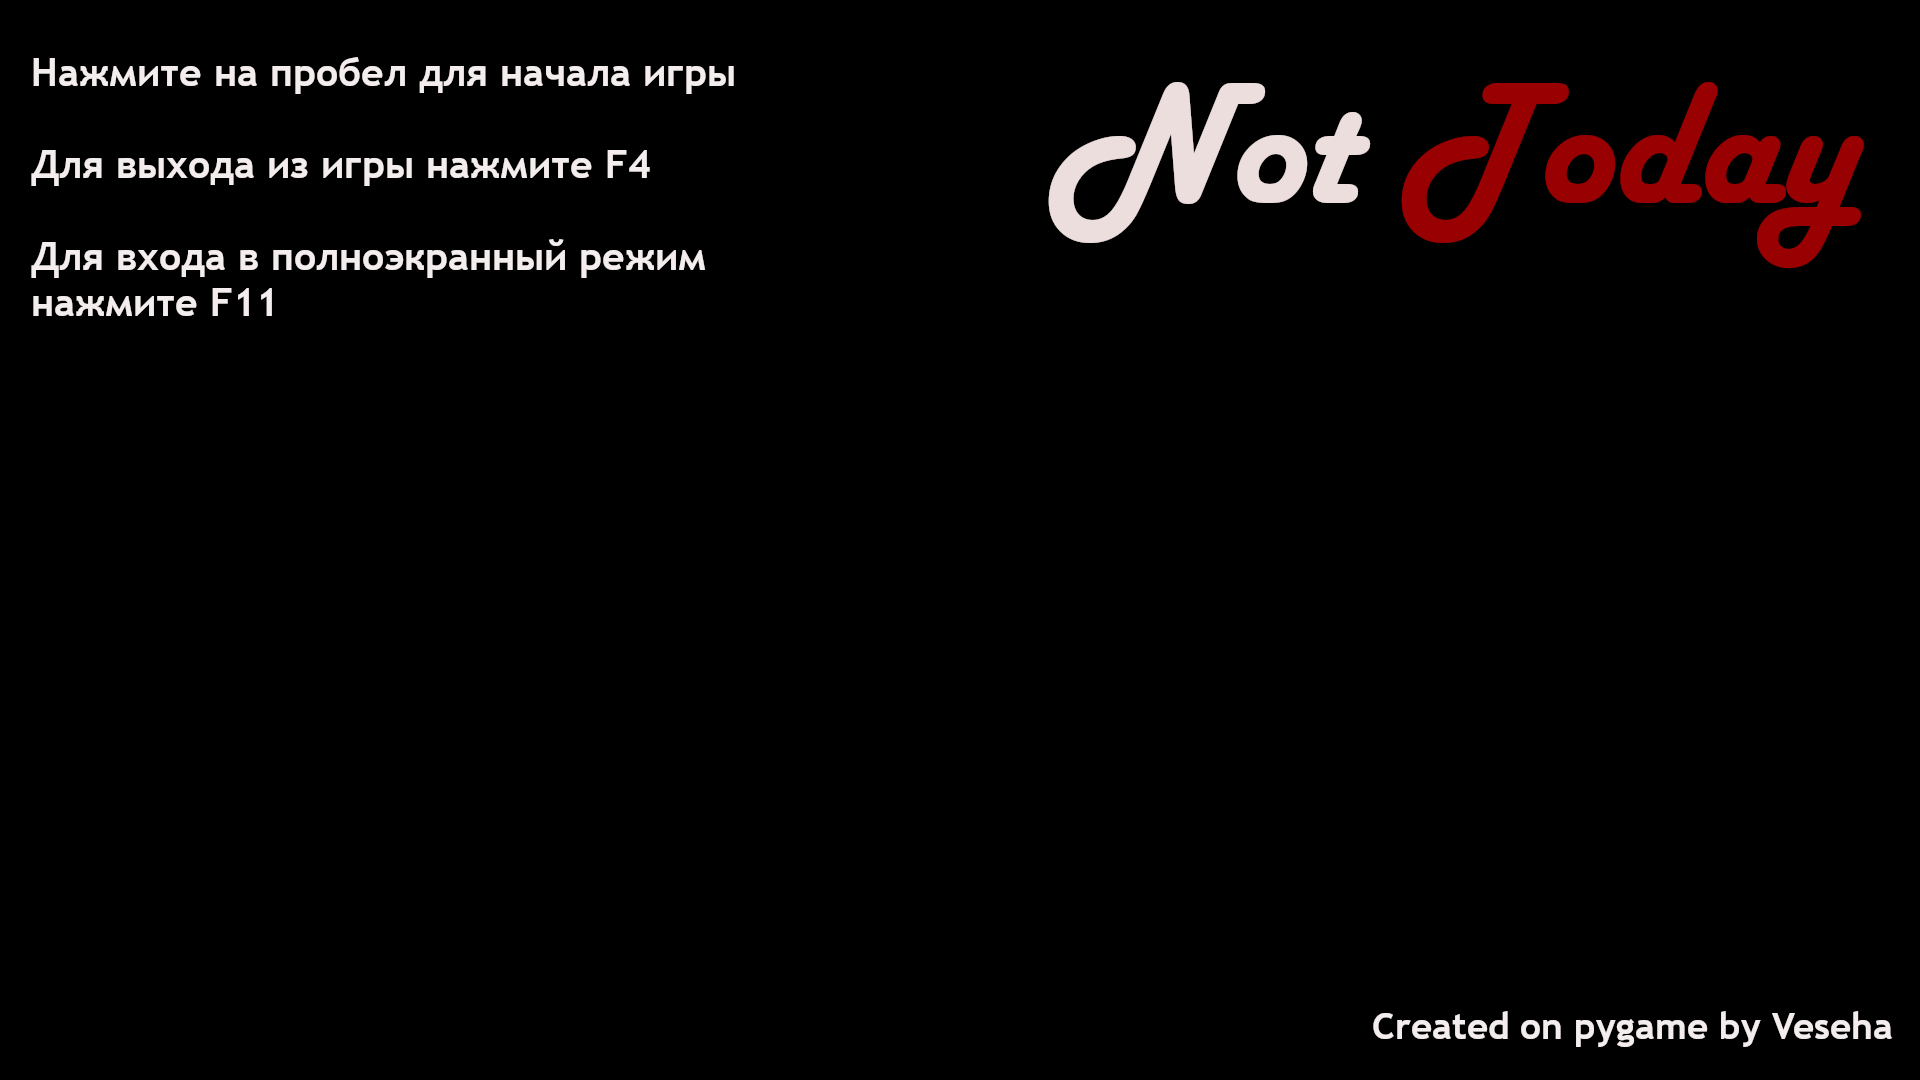 Нажмите на пробел для начала игры
Для выхода из игры нажмите F4
Для входа в полноэкранный режим
нажмите F11
Not Today
Created on pygame by Veseha